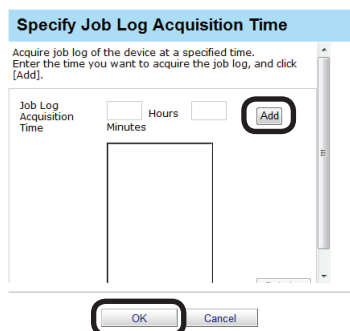 Specify Job Log Acquisition Time
Acquire job log of the device at a specified time.
Enter the time you want to acquire the job log, and click
[Add].
Job Log
Acquisition
Time
Hours
Minutes
Add
OK
Cancel